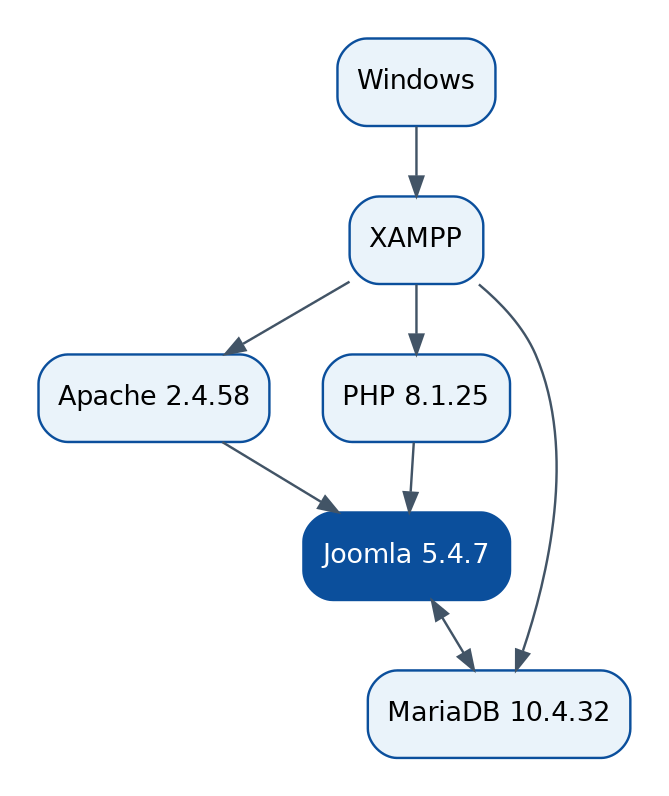 Windows
XAMPP
Apache 2.4.58
PHP 8.1.25
Joomla 5.4.7
MariaDB 10.4.32